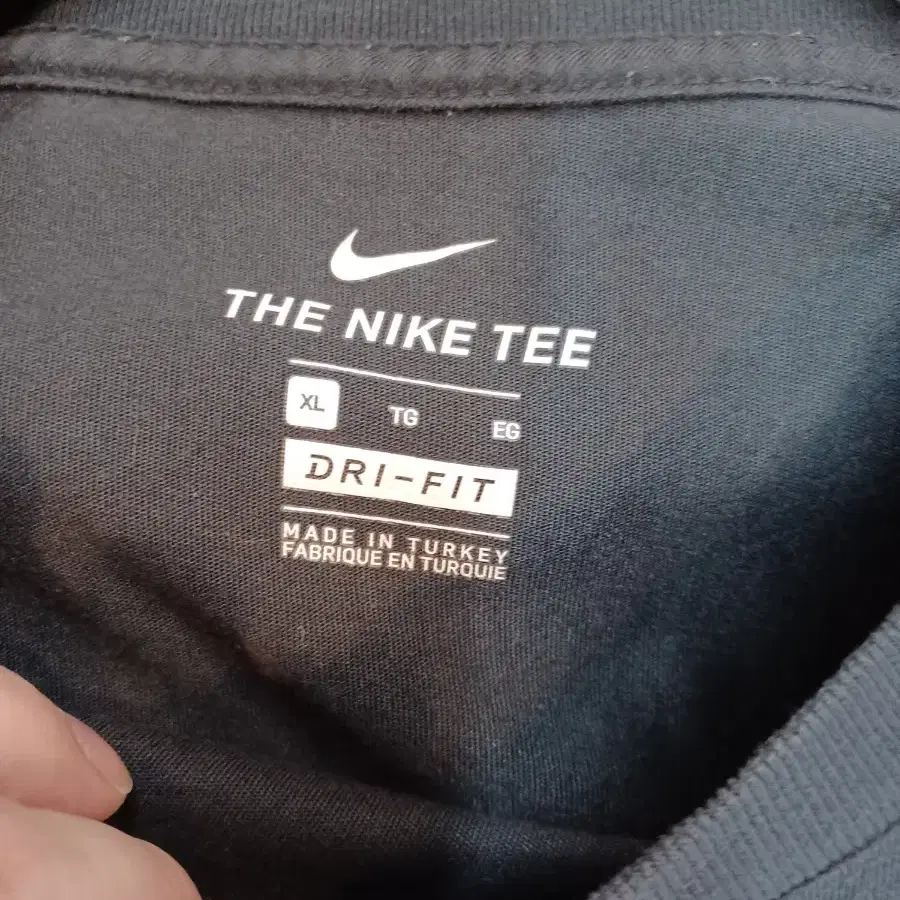 THE NIKE TEE
XL TG EG
DRI-FIT
MADE IN TURKEY
FABRIQUE EN TURQUIE